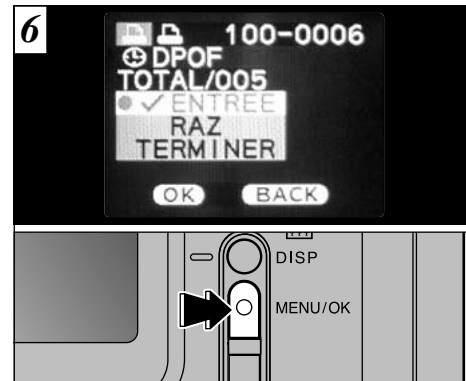 6
100-0006
DPOF
TOTAL/005
ENTREE
RAZ
TERMINER
OK BACK
DISP
MENU/OK